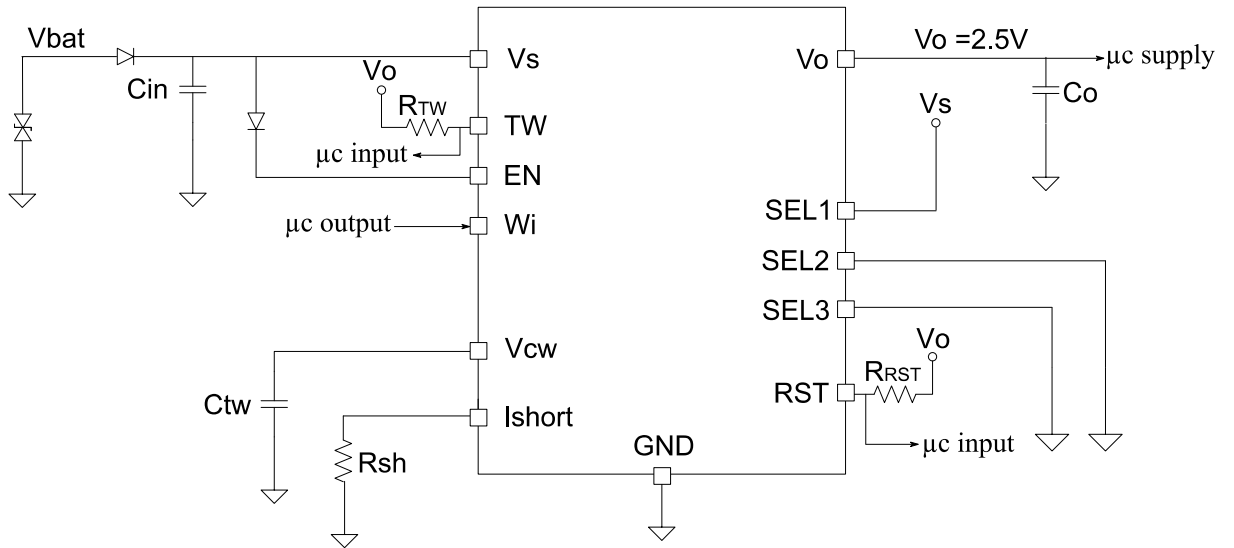 Vbat
Cin
Vo
RTW
µc input
µc output
Ctw
Rsh
Vs
TW
EN
Wi
Vcw
Ishort
GND
Vo
SEL1
SEL2
SEL3
RST
Vo =2.5V
µc supply
Co
Vs
Vo
RRST
µc input